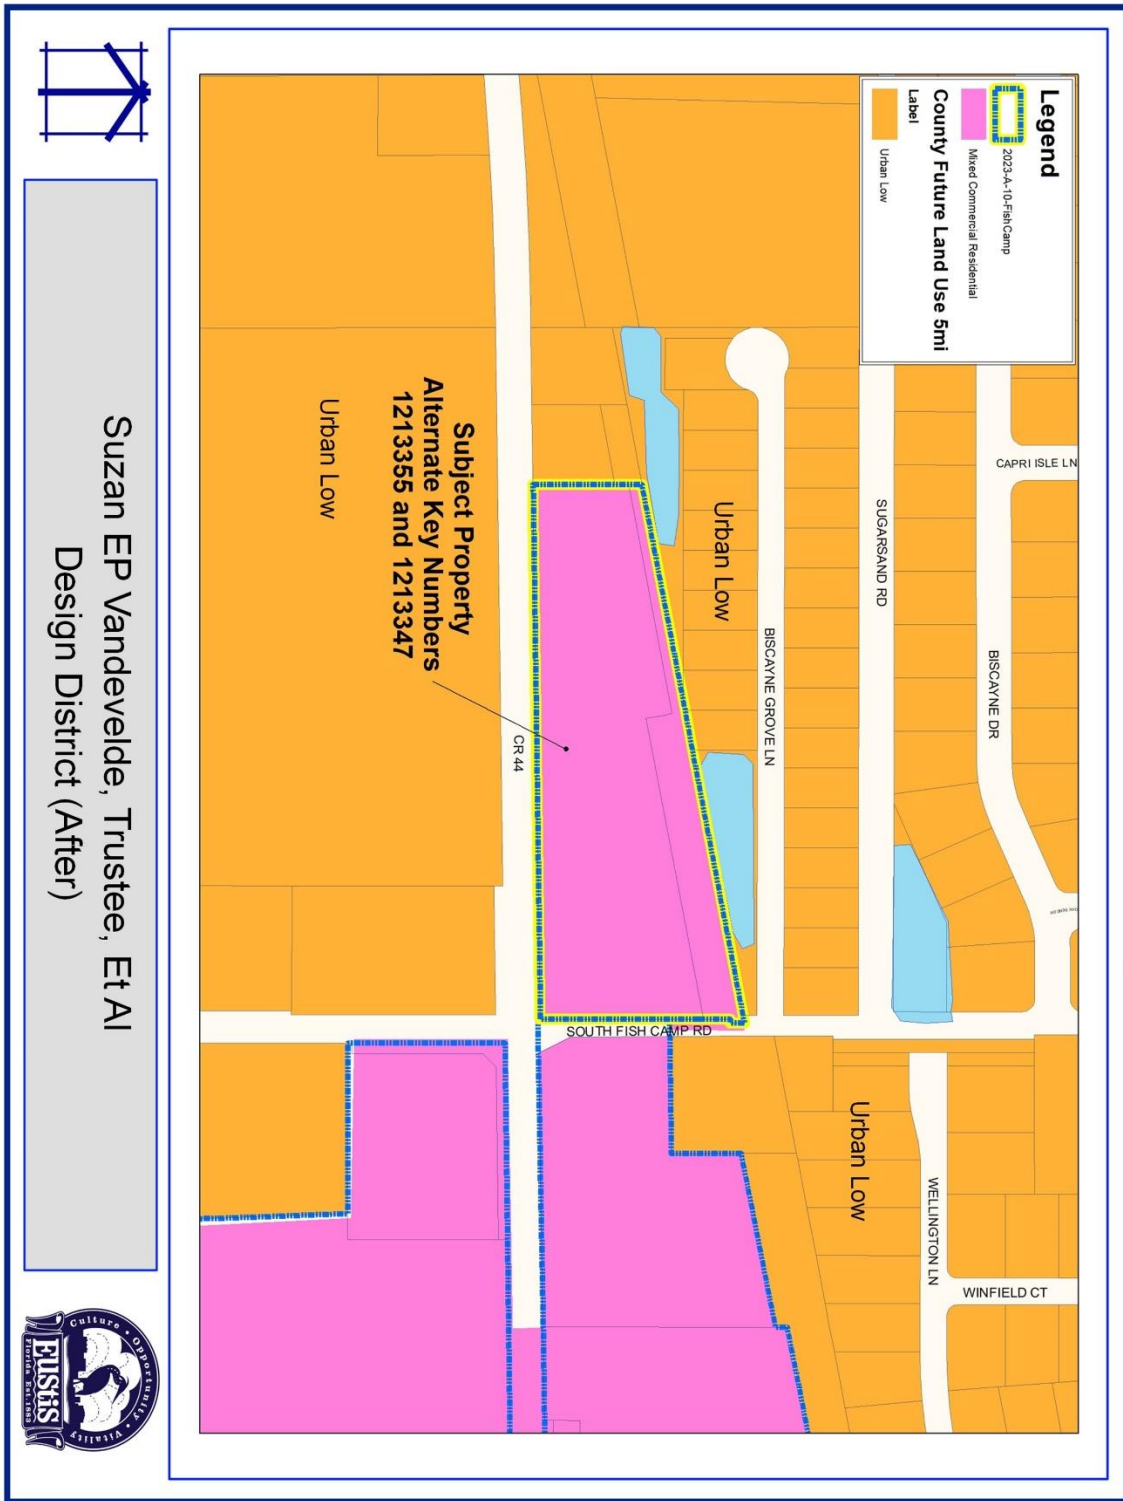 Legend
2023-A-10-FishCamp
Mixed Commercial Residential
County Future Land Use 5mi
Label
Urban Low
CAPRI ISLE LN
BISCAYNE DR
SUGARSAND RD
BISCAYNE GROVE LN
Urban Low
Urban Low
Subject Property
Alternate Key Numbers
1213355 and 1213347
CR 44
SOUTH FISH CAMP RD
Urban Low
WELLINGTON LN
WINFIELD CT
Suzan EP Vandevelde, Trustee, Et Al
Design District (After)
Culture • Opportunity • Vitality
EUSTIS
Florida Est.1883